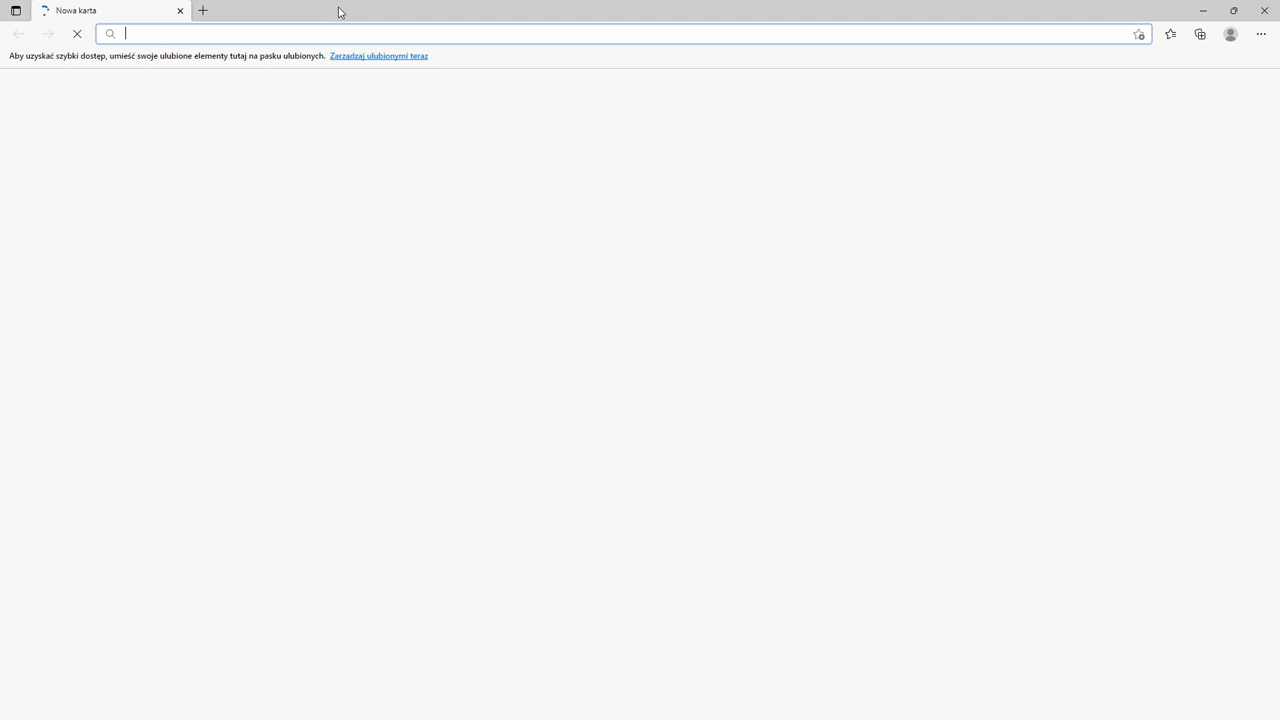 Nowa karta
Aby uzyskać szybki dostęp, umieść swoje ulubione elementy tutaj na pasku ulubionych. Zarządzaj ulubionymi teraz